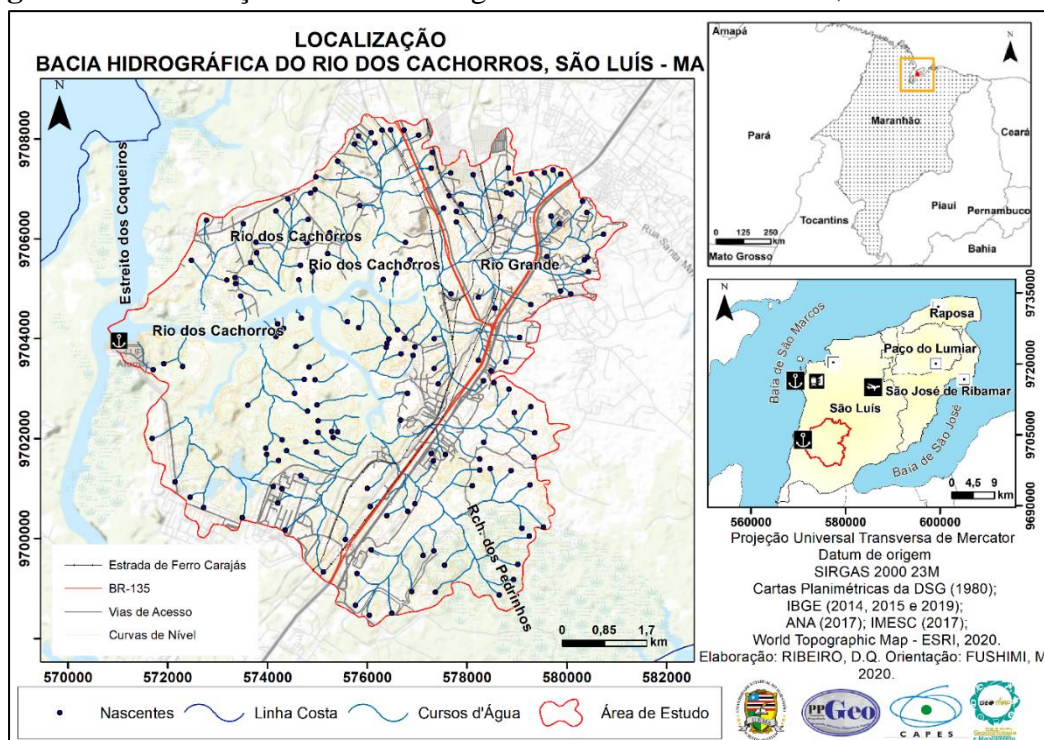 LOCALIZAÇÃO
BACIA HIDROGRÁFICA DO RIO DOS CACHORROS, SÃO LUÍS - MA
N
9708000
9706000
9704000
9702000
9700000
Estreito dos Coqueiros
Rio dos Cachorros
Rio dos Cachorros
Rio Grande
Rio dos Cachorros
Rch. dos Pedrinhos
Rua Santa
Estrada de Ferro Carajás
BR-135
Vias de Acesso
Curvas de Nível
0 0,85 1,7
km
570000 572000 574000 576000 578000 580000 582000
Nascentes
Linha Costa
Cursos d'Água
Área de Estudo
Amapá
N
Pará
Maranhão
Ceará
Piauí
Tocantins
Pernambuco
Bahia
0 125 250
km
Mato Grosso
N
Baía de São Marcos
Raposa
Paço do Lumiar
São José de Ribamar
São Luís
Baía de São José
0 4,5 9
km
9735000
9720000
9705000
9690000
560000 580000 600000
Projeção Universal Transversa de Mercator
Datum de origem
SIRGAS 2000 23M
Cartas Planimétricas da DSG (1980);
IBGE (2014, 2015 e 2019);
ANA (2017); IMESC (2017);
World Topographic Map - ESRI, 2020.
Elaboração: RIBEIRO, D.Q. Orientação: FUSHIMI, M
2020.
PPGeo
CAPES